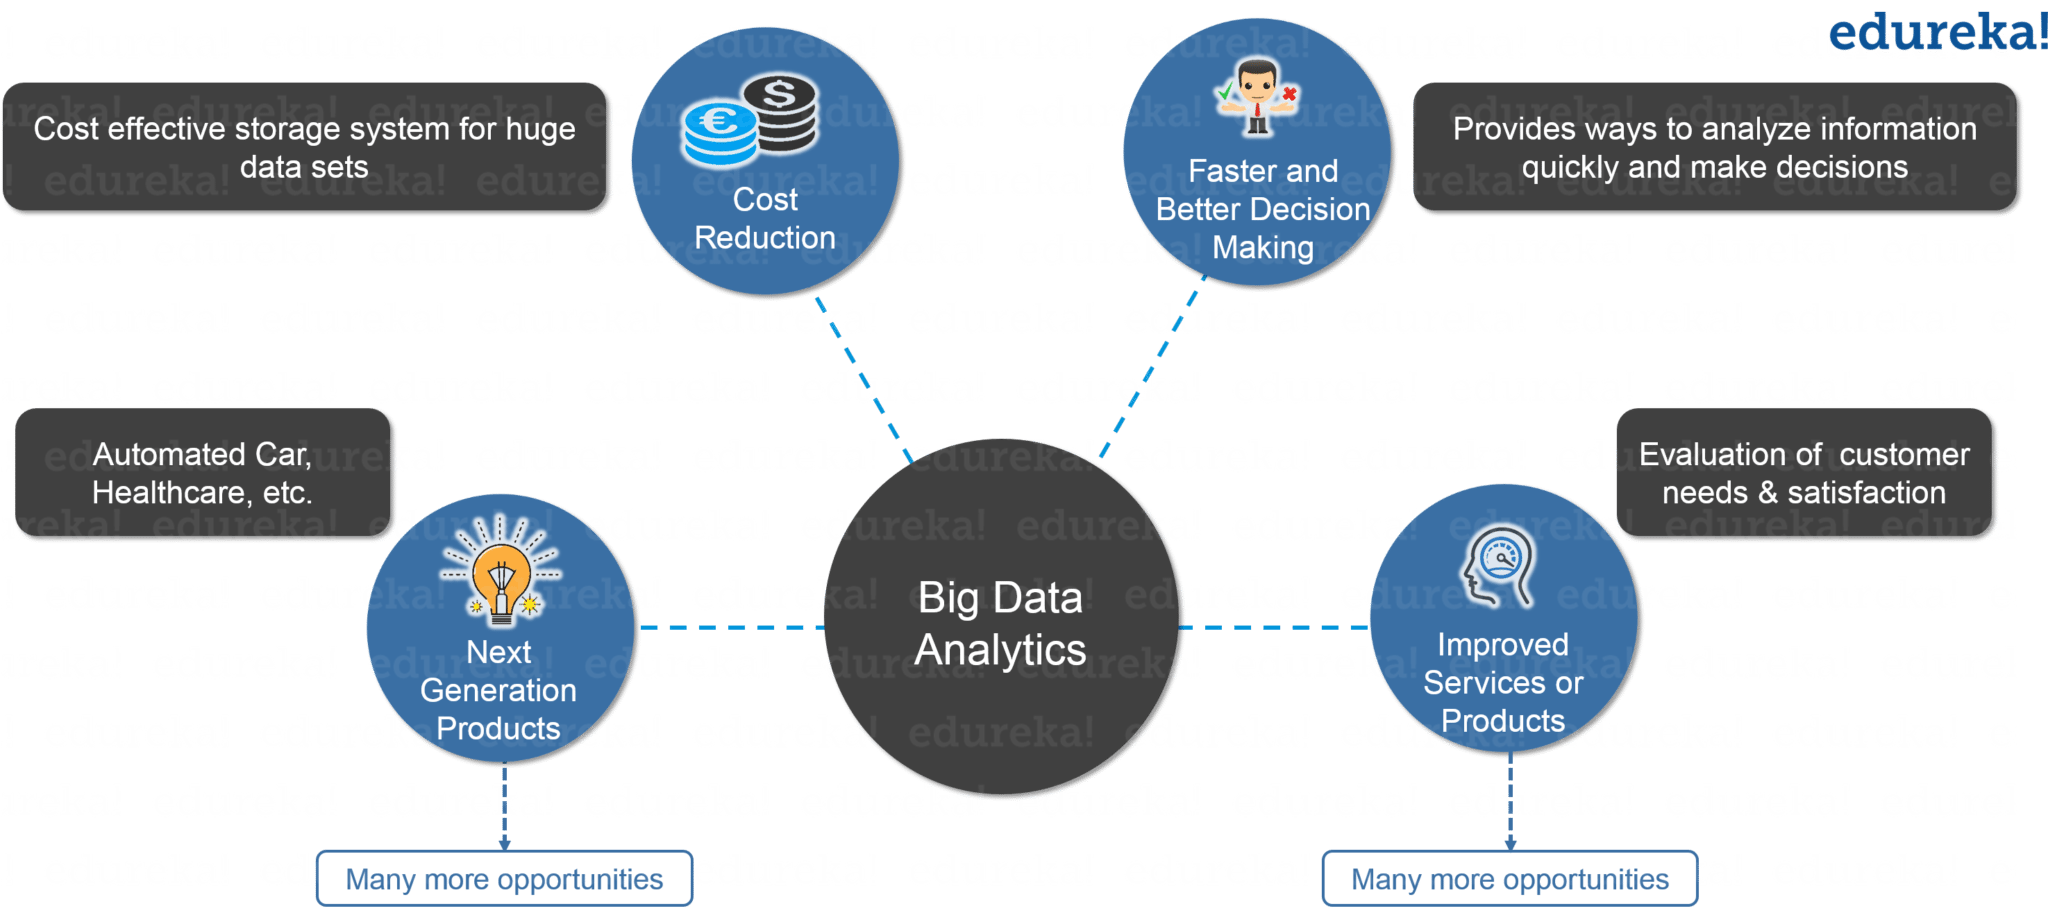 edureka!
Cost effective storage system for huge
data sets
€
$
Cost
Reduction
Faster and
Better Decision
Making
Provides ways to analyze information
quickly and make decisions
Automated Car,
Healthcare, etc.
Next
Generation
Products
Big Data
Analytics
Evaluation of customer
needs & satisfaction
Improved
Services or
Products
Many more opportunities
Many more opportunities